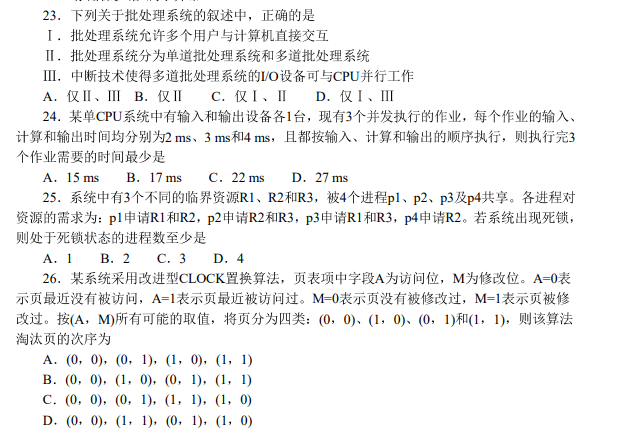 23．下列关于批处理系统的叙述中，正确的是
Ⅰ．批处理系统允许多个用户与计算机直接交互
Ⅱ．批处理系统分为单道批处理系统和多道批处理系统
Ⅲ．中断技术使得多道批处理系统的I/O设备可与CPU并行工作
A．仅Ⅱ、Ⅲ B．仅Ⅱ C．仅Ⅰ、Ⅱ D．仅Ⅰ、Ⅲ
24．某单CPU系统中有输入和输出设备各1台，现有3个并发执行的作业，每个作业的输入、
计算和输出时间均分别为2 ms、3 ms和4 ms，且都按输入、计算和输出的顺序执行，则执行完3
个作业需要的时间最少是
A．15 ms B．17 ms C．22 ms D．27 ms
25．系统中有3个不同的临界资源R1、R2和R3，被4个进程p1、p2、p3及p4共享。各进程对
资源的需求为：p1申请R1和R2，p2申请R2和R3，p3申请R1和R3，p4申请R2。若系统出现死锁，
则处于死锁状态的进程数至少是
A．1 B．2 C．3 D．4
26．某系统采用改进型CLOCK置换算法，页表项中字段A为访问位，M为修改位。A=0表
示页最近没有被访问，A=1表示页最近被访问过。M=0表示页没有被修改过，M=1表示页被修
改过。按(A，M)所有可能的取值，将页分为四类：(0，0)、(1，0)、(0，1)和(1，1)，则该算法
淘汰页的次序为
A．(0，0)，(0，1)，(1，0)，(1，1)
B．(0，0)，(1，0)，(0，1)，(1，1)
C．(0，0)，(0，1)，(1，1)，(1，0)
D．(0，0)，(1，1)，(0，1)，(1，0)